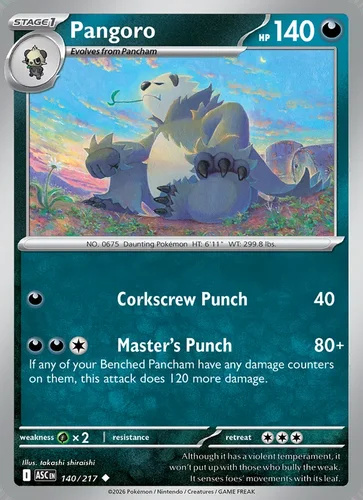 STAGE1
Pangoro
HP 140
Evolves from Pancham
NO. 0675 Daunting Pokémon HT: 6'11" WT: 299.8 lbs.
Corkscrew Punch 40
Master's Punch 80+
If any of your Benched Pancham have any damage counters
on them, this attack does 120 more damage.
weakness ×2 resistance retreat
Illus. takashi shiraishi
I ASC EN 140/217
Although it has a violent temperament, it
won't put up with those who bully the weak.
It senses foes' movements with its leaf.
©2026 Pokémon / Nintendo / Creatures / GAME FREAK